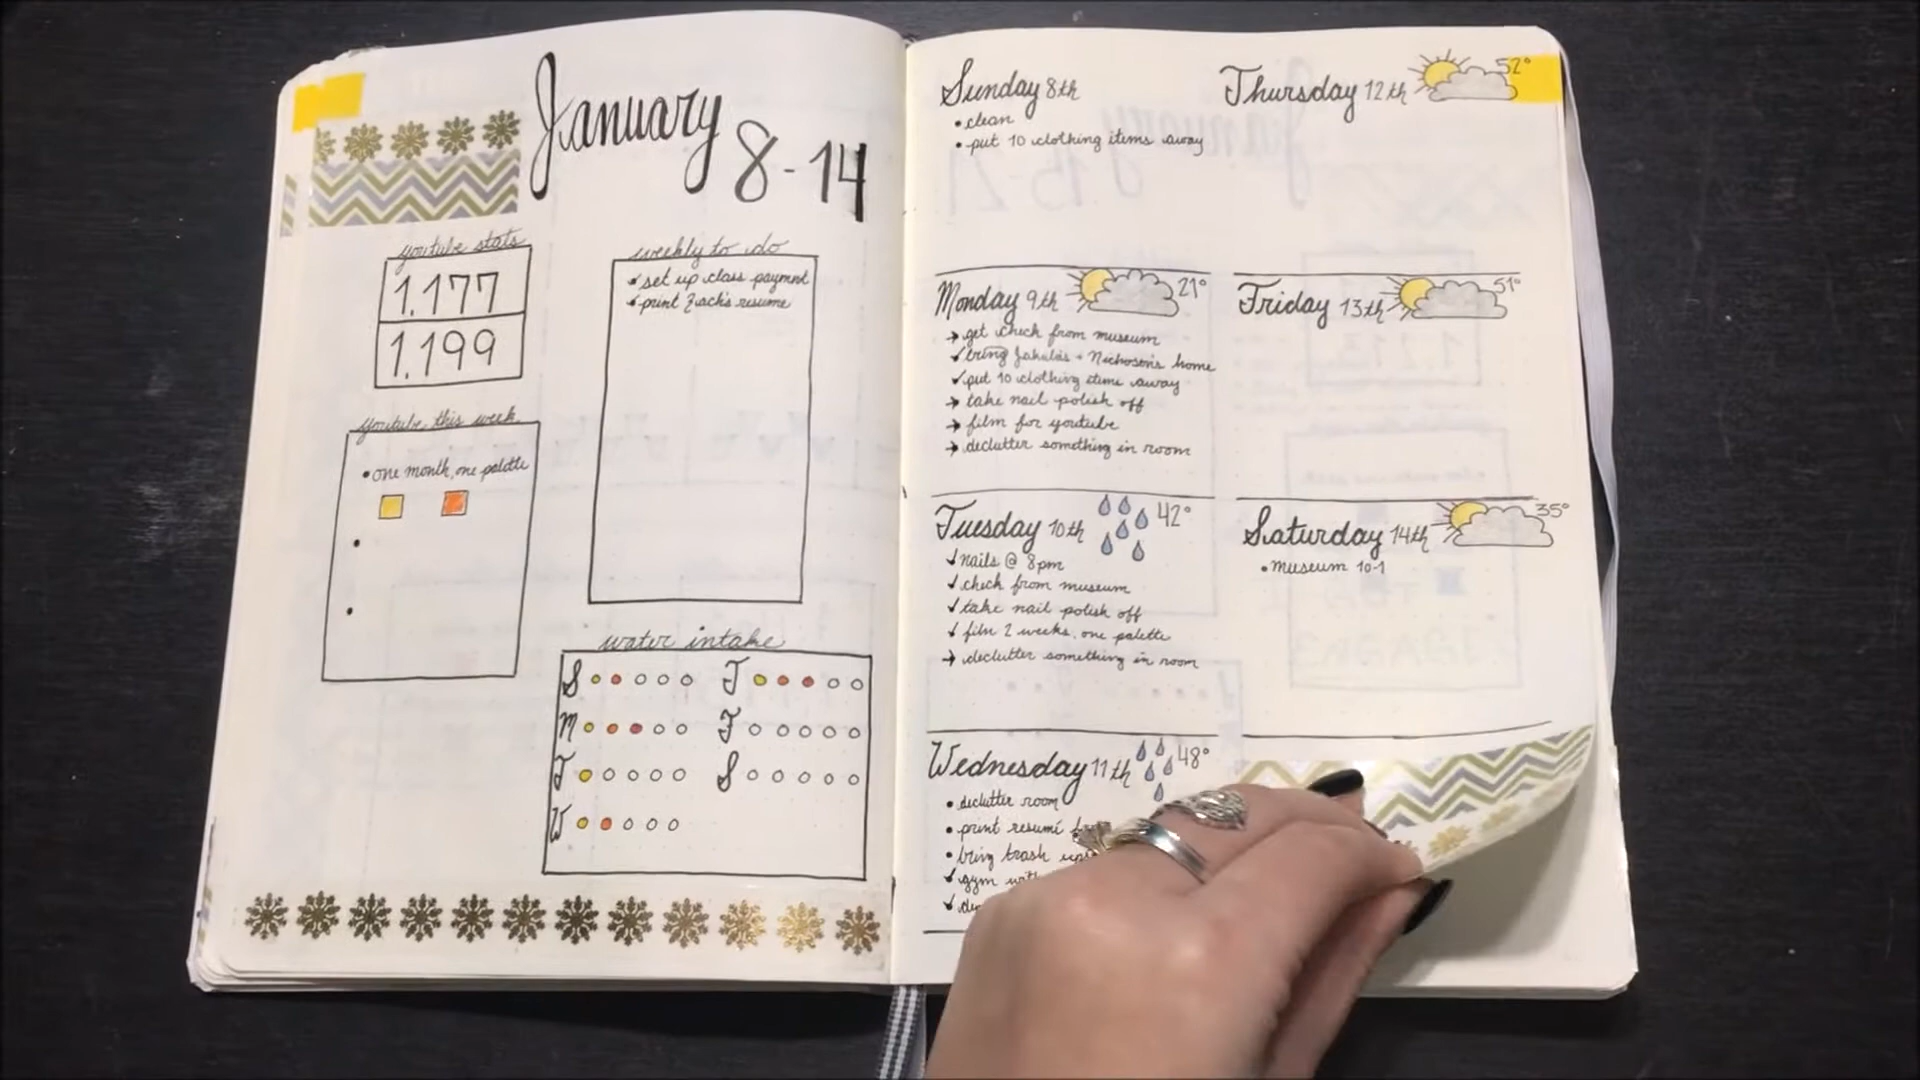 January
8-14
youtube stats
1,177
1,199
youtube this week
• one month, one palette
•
•
weekly to do
set up class payment
print Zach's resume
water intake
S
M
T
W
T
F
S
Sunday 8th
• clean
• put 10 clothing items away
Monday 9th 21°
→ get check from museum
✓ bring + home
✓ put 10 clothing items away
→ take nail polish off
→ film for youtube
→ declutter something in room
Tuesday 10th 42°
✓ nails @ 8pm
✓ check from museum
✓ take nail polish off
✓ film 2 weeks, one palette
→ declutter something in room
Wednesday 11th 48°
• declutter room
• print resumé
• bring trash
✓ gym
Thursday 12th 52°
Friday 13th 51°
Saturday 14th 35°
• museum 10-1